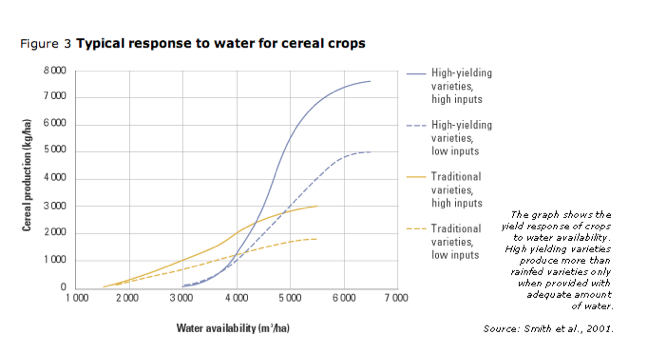 Figure 3 Typical response to water for cereal crops
8 000
7 000
6 000
5 000
4 000
3 000
2 000
1 000
0
Cereal production (kg/ha)
1 000
2 000
3 000
4 000
5 000
6 000
7 000
Water availability (m³/ha)
High-yielding
varieties,
high inputs
High-yielding
varieties,
low inputs
Traditional
varieties,
high inputs
Traditional
varieties,
low inputs
The graph shows the
yield response of crops
to water availability.
High yielding varieties
produce more than
rainfed varieties only
when provided with
adequate amount
of water.
Source: Smith et al., 2001.